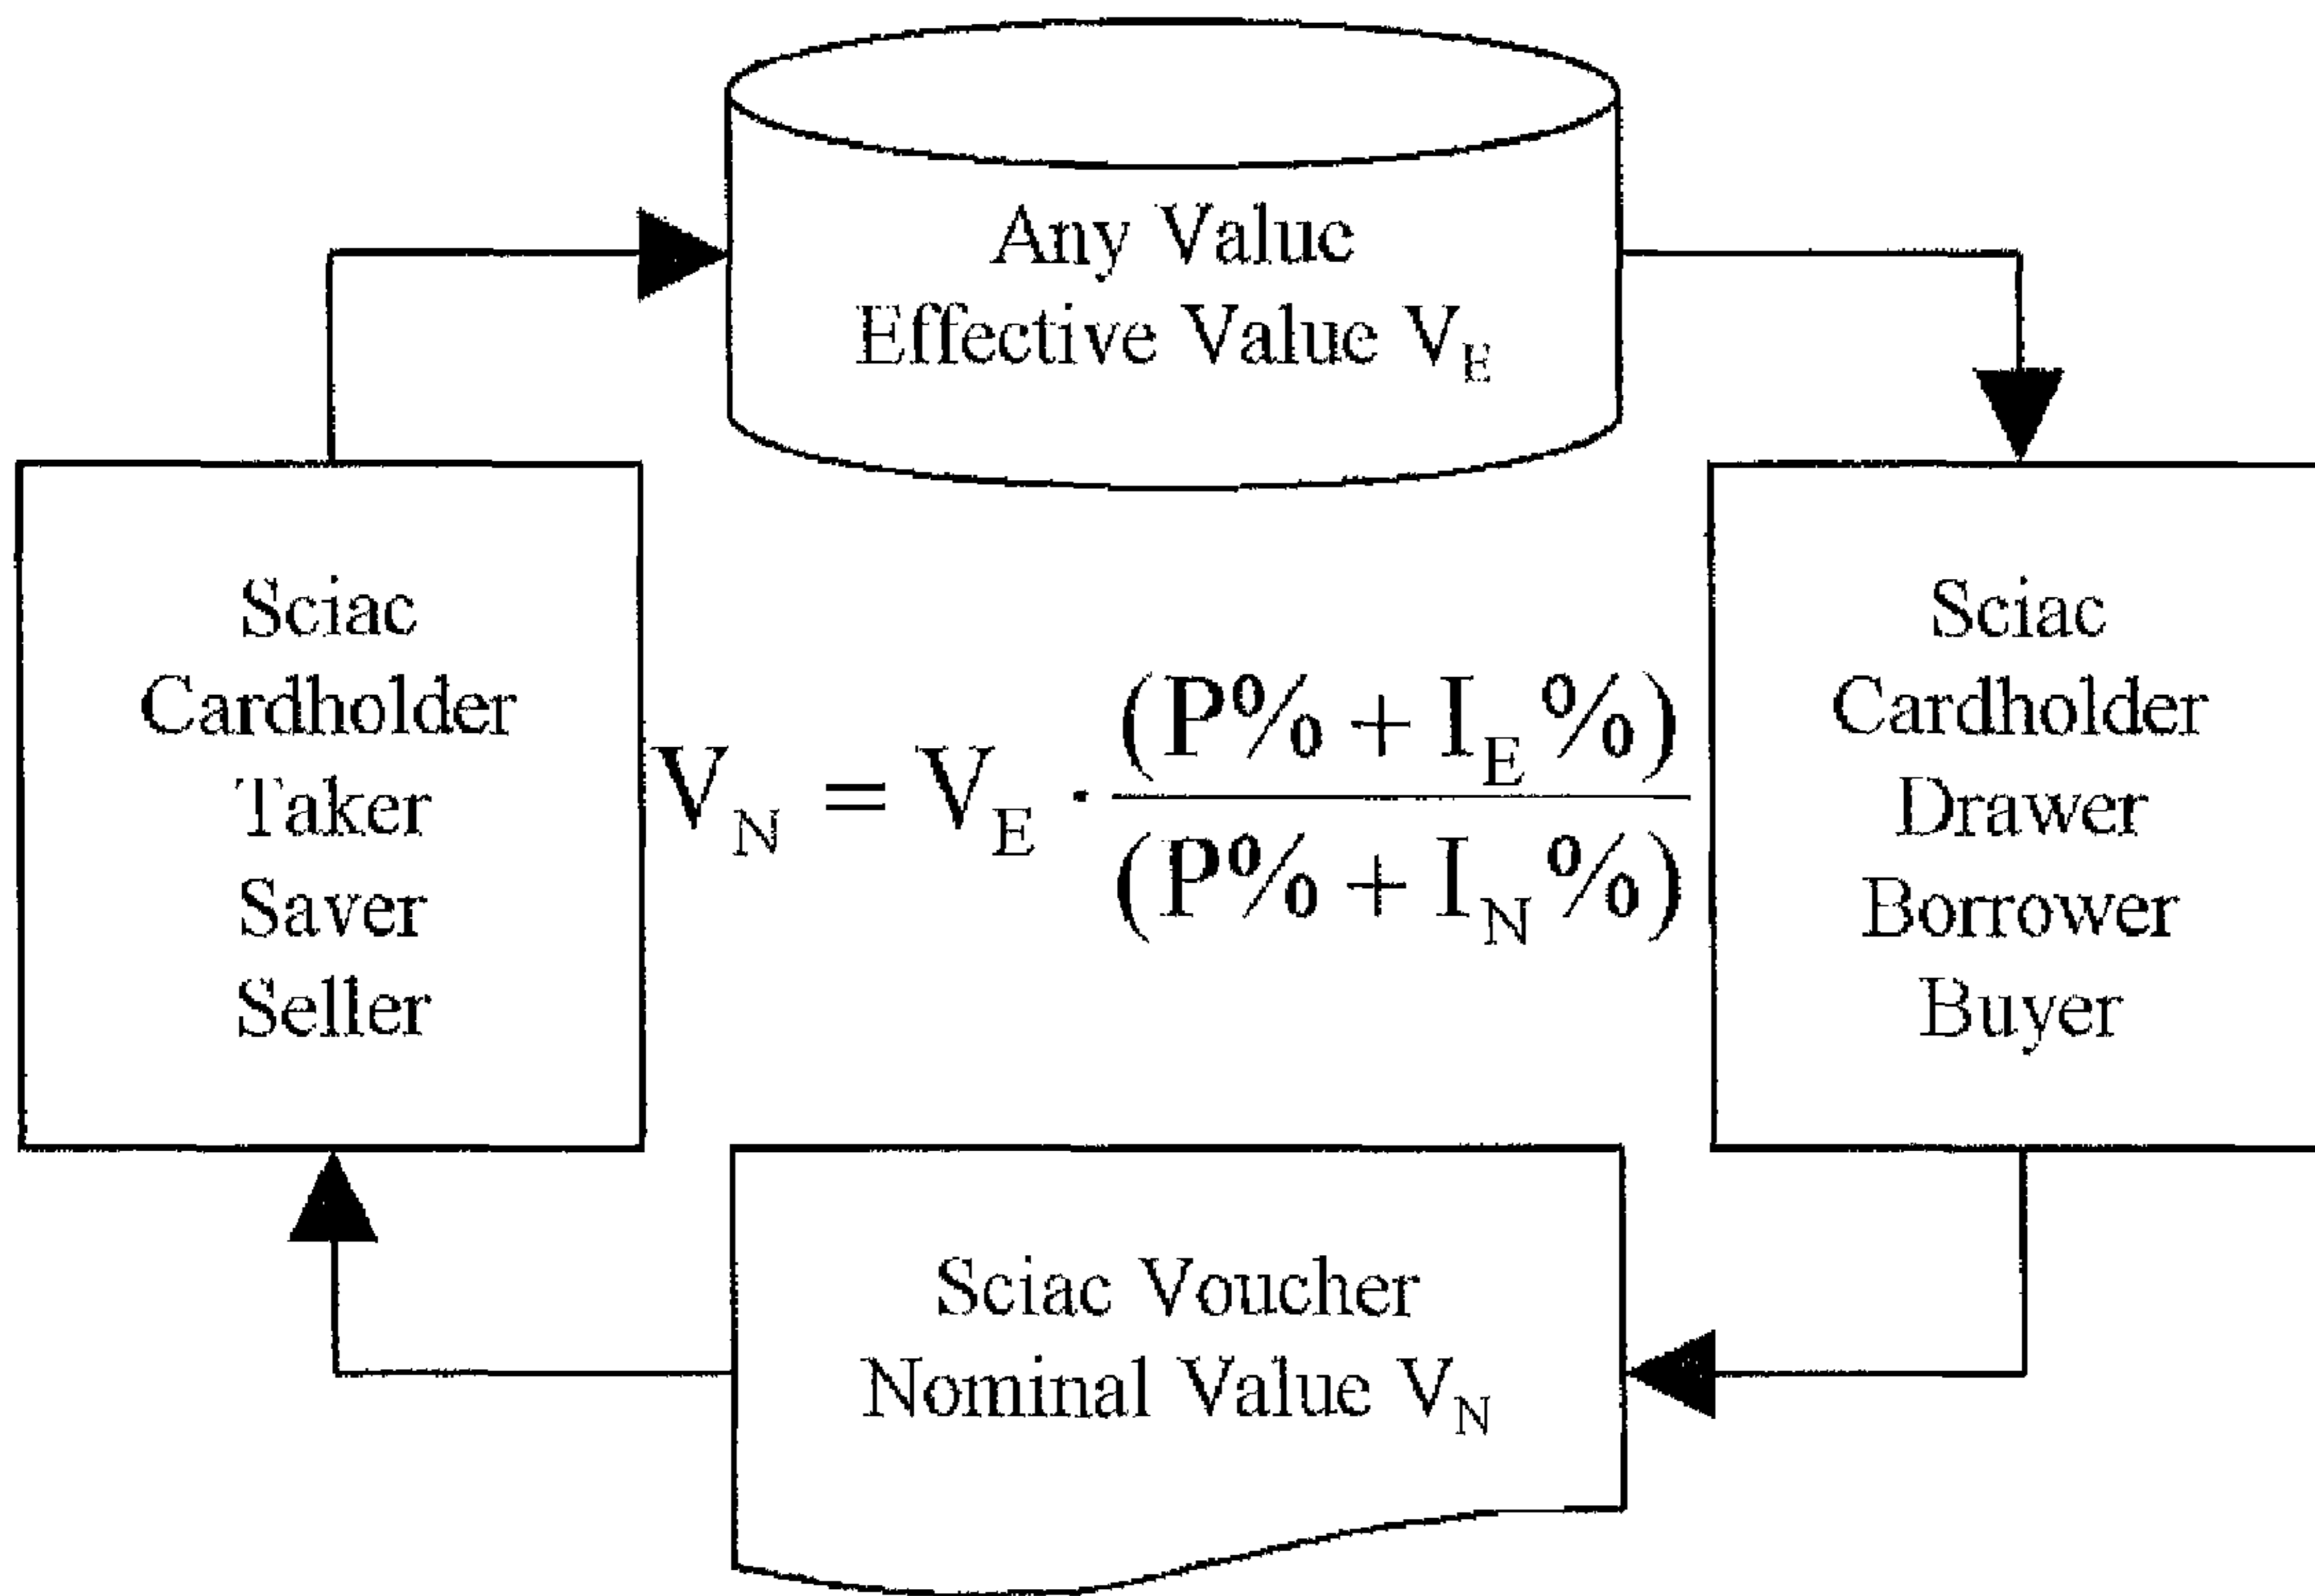 Any Value
Effective Value V_E
Sciac
Cardholder
Taker
Saver
Seller
V_N = V_E · (P% + I_E %) / (P% + I_N %)
Sciac
Cardholder
Drawer
Borrower
Buyer
Sciac Voucher
Nominal Value V_N